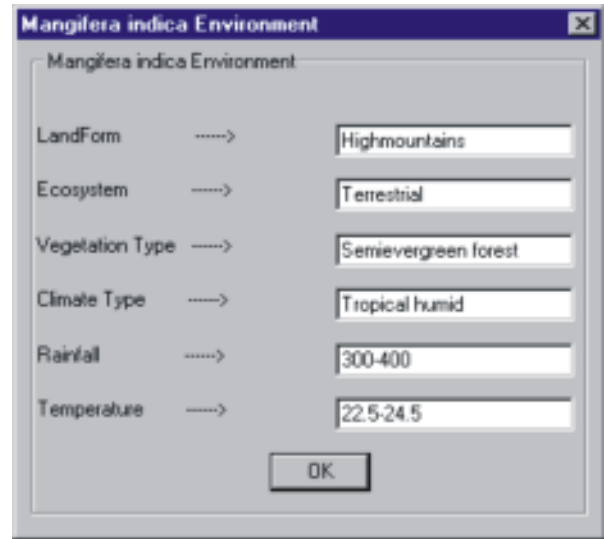 Mangifera indica Environment
Mangifera indica Environment
LandForm ------> Highmountains
Ecosystem ------> Terrestrial
Vegetation Type ------> Semievergreen forest
Climate Type ------> Tropical humid
Rainfall ------> 300-400
Temperature ------> 22.5-24.5
OK